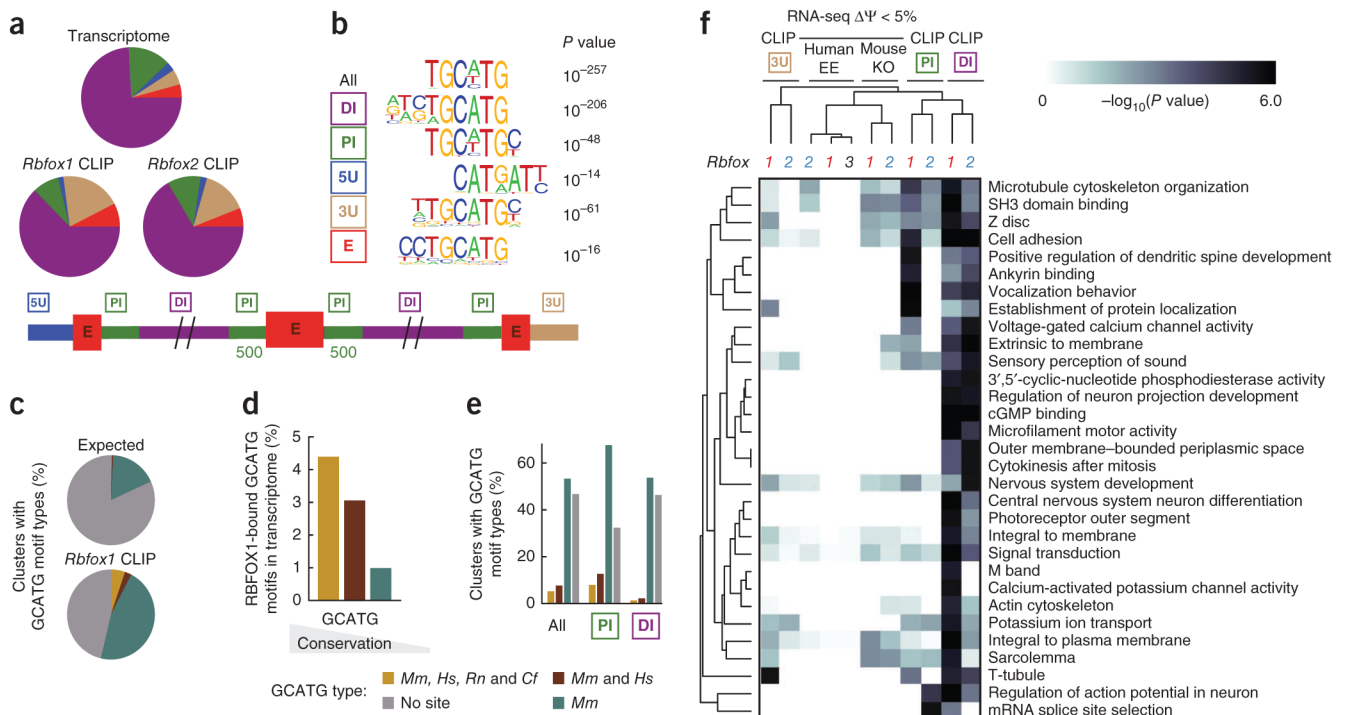 a
Transcriptome
Rbfox1 CLIP
Rbfox2 CLIP
b
P value
All
TGCATG
10−257
DI
ATCTGCATG
10−206
PI
TGCATGC
10−48
5U
CATGATT
10−14
3U
TTGCATGC
10−61
E
CCTGCATG
10−16
5U
PI
DI
PI
PI
DI
PI
3U
E
E
E
500
500
c
Clusters with
GCATG motif types (%)
Expected
Rbfox1 CLIP
d
RBFOX1-bound GCATG
motifs in transcriptome (%)
5
4
3
2
1
0
GCATG
Conservation
e
Clusters with GCATG
motif types (%)
60
40
20
0
All
PI
DI
GCATG type:
Mm, Hs, Rn and Cf
Mm and Hs
No site
Mm
f
RNA-seq ΔΨ < 5%
CLIP
3U
Human
EE
Mouse
KO
CLIP
PI
CLIP
DI
0
−log10(P value)
6.0
Rbfox 1 2 2 1 3 1 2 1 2 1 2
Microtubule cytoskeleton organization
SH3 domain binding
Z disc
Cell adhesion
Positive regulation of dendritic spine development
Ankyrin binding
Vocalization behavior
Establishment of protein localization
Voltage-gated calcium channel activity
Extrinsic to membrane
Sensory perception of sound
3′,5′-cyclic-nucleotide phosphodiesterase activity
Regulation of neuron projection development
cGMP binding
Microfilament motor activity
Outer membrane–bounded periplasmic space
Cytokinesis after mitosis
Nervous system development
Central nervous system neuron differentiation
Photoreceptor outer segment
Integral to membrane
Signal transduction
M band
Calcium-activated potassium channel activity
Actin cytoskeleton
Potassium ion transport
Integral to plasma membrane
Sarcolemma
T-tubule
Regulation of action potential in neuron
mRNA splice site selection